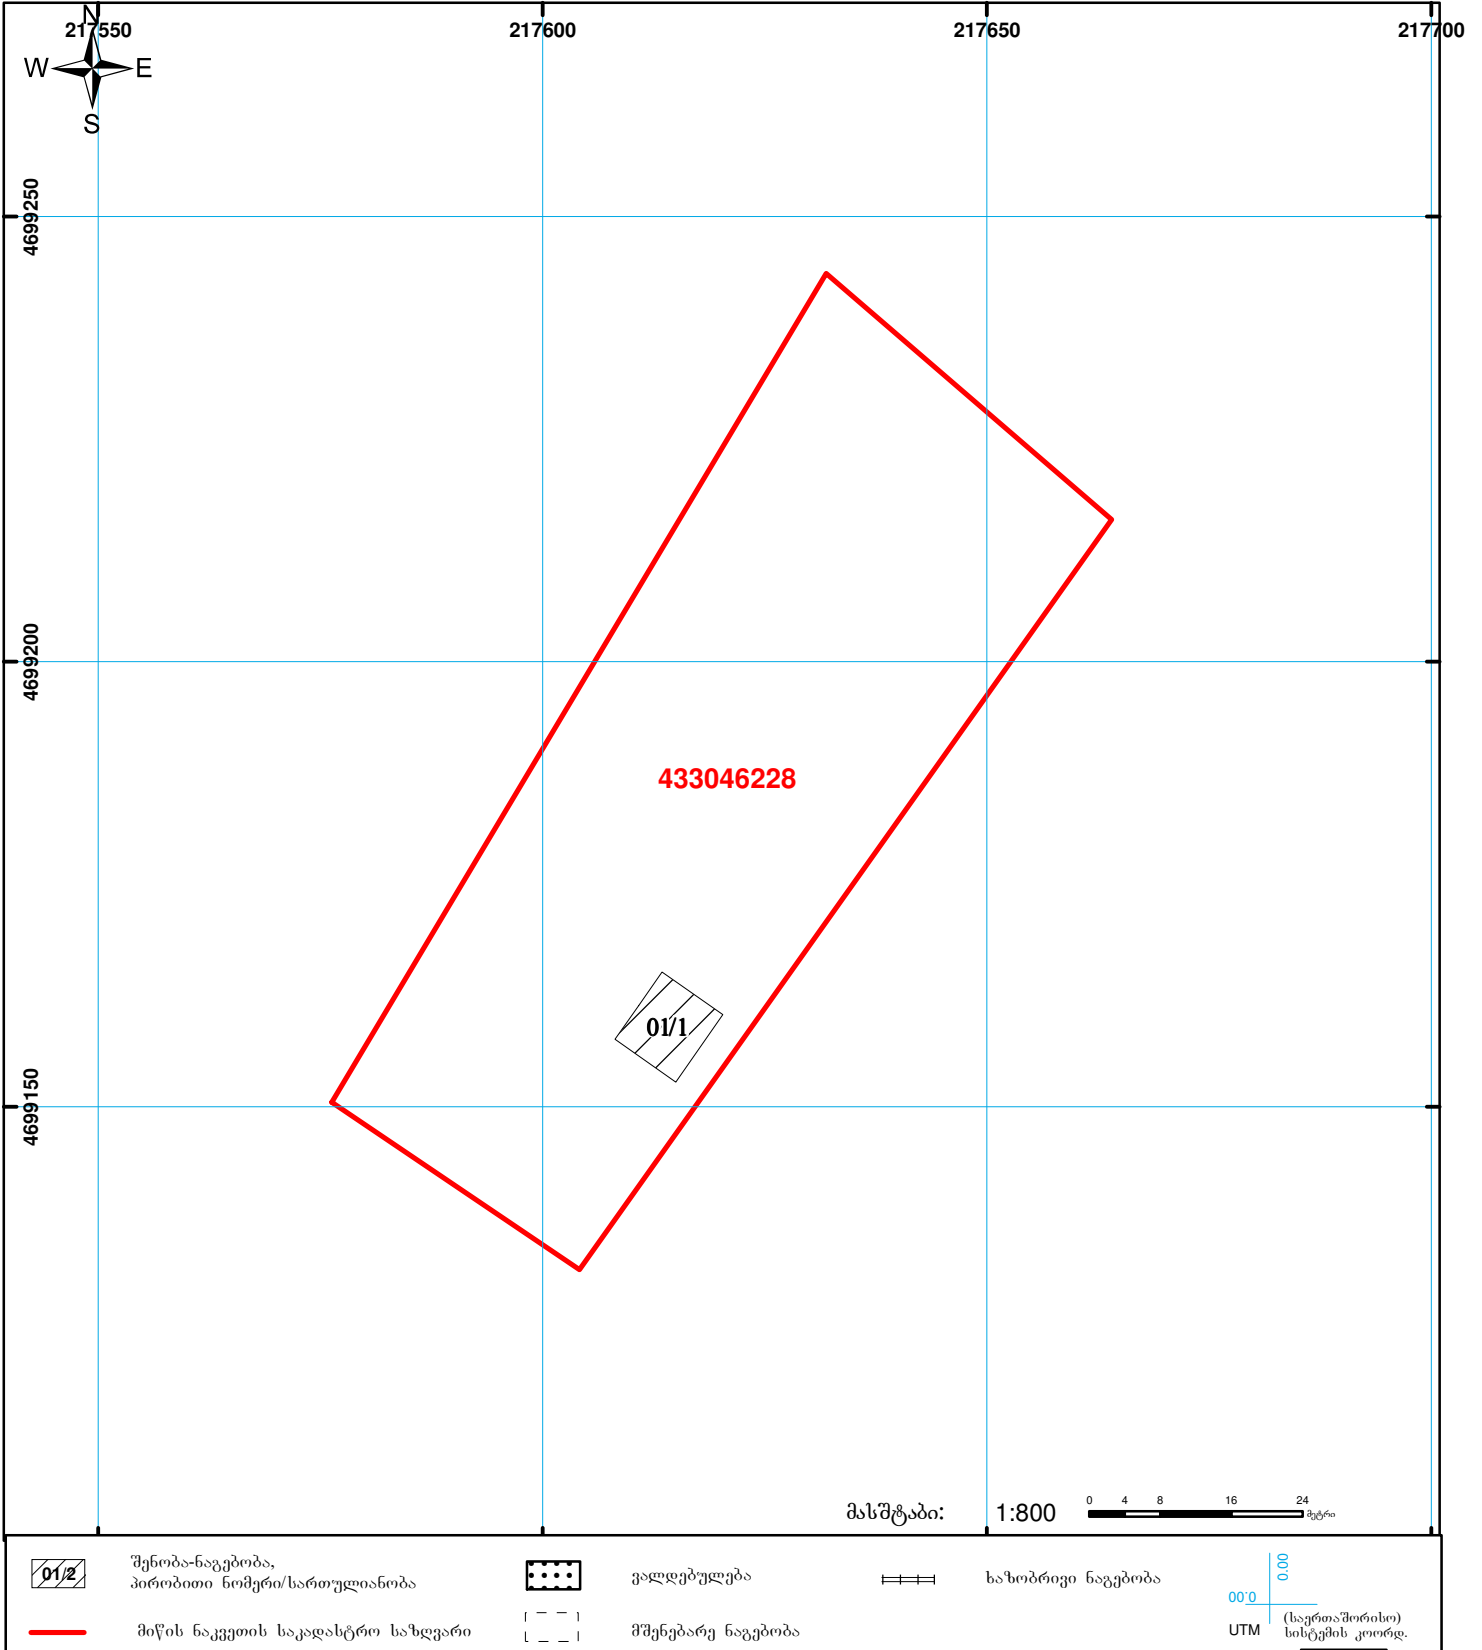 N
217550 217600 217650 217700
W E
S
4699250
4699200
433046228
01/1
4699150
მასშტაბი: 1:800 0 4 8 16 24 მეტრი
01/2 შენობა-ნაგებობა,
პირობითი ნომერი/სართულიანობა
ვალდებულება
ხაზობრივი ნაგებობა
0.00
0.00
მიწის ნაკვეთის საკადასტრო საზღვარი
მშენებარე ნაგებობა
UTM (საერთაშორისო)
სისტემის კოორდ.